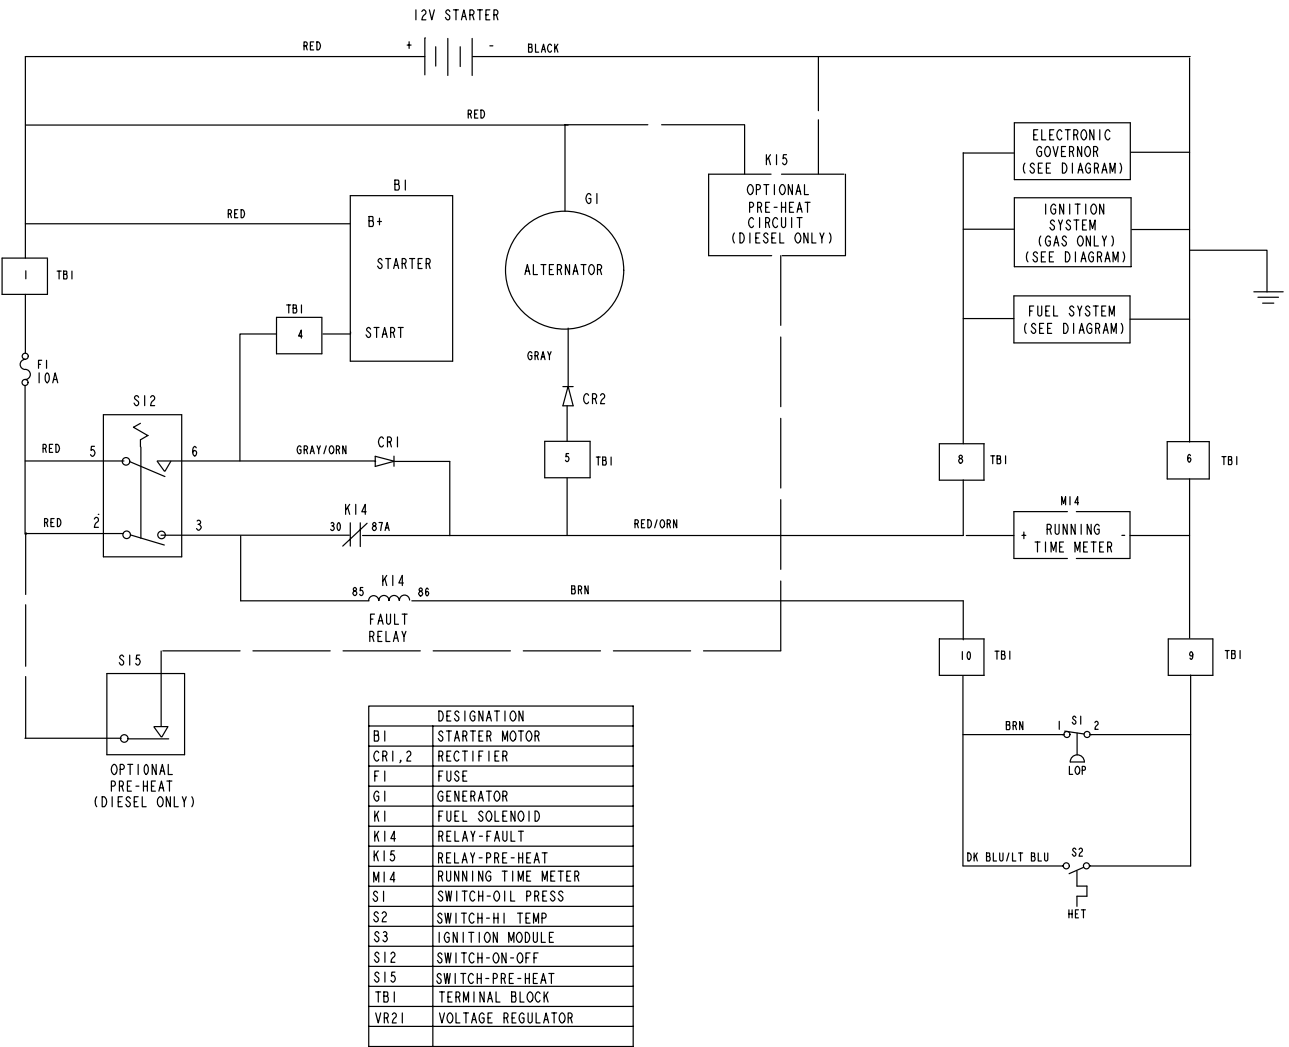 12V STARTER
RED + - BLACK
RED
ELECTRONIC
GOVERNOR
(SEE DIAGRAM)
K15
OPTIONAL
PRE-HEAT
CIRCUIT
(DIESEL ONLY)
B1
G1
RED
B+
IGNITION
SYSTEM
(GAS ONLY)
(SEE DIAGRAM)
STARTER
ALTERNATOR
1 TB1
TB1
4
START
FUEL SYSTEM
(SEE DIAGRAM)
GRAY
F1
10A
CR2
S12
RED 5 6
GRAY/ORN
CR1
5 TB1
8 TB1
6 TB1
RED 2 3
K14
30 87A
RED/ORN
M14
+ RUNNING -
TIME METER
K14
85 86
BRN
FAULT
RELAY
10 TB1
9 TB1
S15
OPTIONAL
PRE-HEAT
(DIESEL ONLY)
BRN 1 S1 2
LOP
DK BLU/LT BLU S2
HET
DESIGNATION
B1 STARTER MOTOR
CR1,2 RECTIFIER
F1 FUSE
G1 GENERATOR
K1 FUEL SOLENOID
K14 RELAY-FAULT
K15 RELAY-PRE-HEAT
M14 RUNNING TIME METER
S1 SWITCH-OIL PRESS
S2 SWITCH-HI TEMP
S3 IGNITION MODULE
S12 SWITCH-ON-OFF
S15 SWITCH-PRE-HEAT
TB1 TERMINAL BLOCK
VR21 VOLTAGE REGULATOR